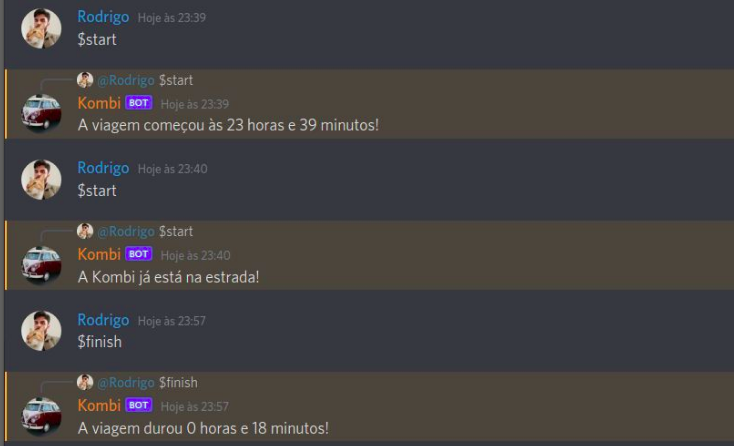 Rodrigo Hoje às 23:39
$start
@Rodrigo $start
Kombi BOT Hoje às 23:39
A viagem começou às 23 horas e 39 minutos!
Rodrigo Hoje às 23:40
$start
@Rodrigo $start
Kombi BOT Hoje às 23:40
A Kombi já está na estrada!
Rodrigo Hoje às 23:57
$finish
@Rodrigo $finish
Kombi BOT Hoje às 23:57
A viagem durou 0 horas e 18 minutos!